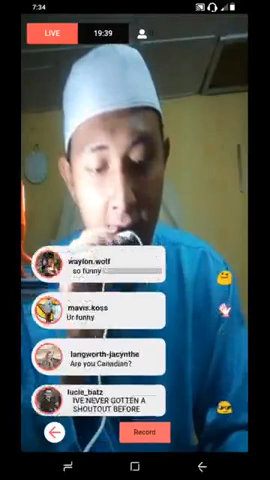 7:34
LIVE
19:39
waylon.wolf
so funny
mavis.koss
Ur funny
langworth-jacynthe
Are you Canadian?
lucie_batz
IVE NEVER GOTTEN A
SHOUTOUT BEFORE
Record